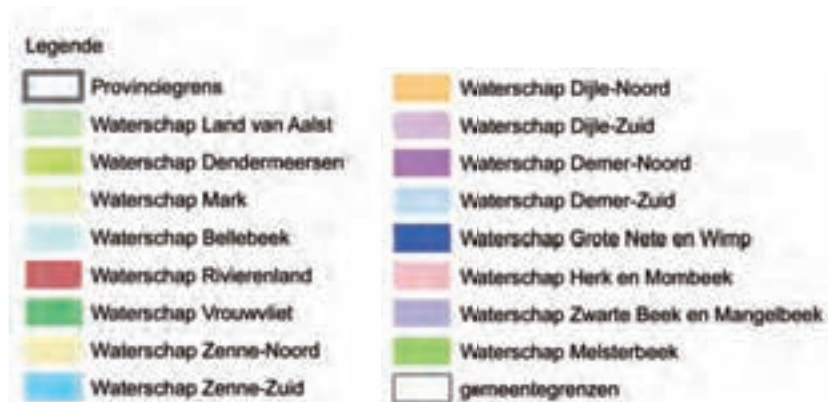 Legende
Provinciegrens
Waterschap Land van Aalst
Waterschap Dendermeersen
Waterschap Mark
Waterschap Bellebeek
Waterschap Rivierenland
Waterschap Vrouwvliet
Waterschap Zenne-Noord
Waterschap Zenne-Zuid
Waterschap Dijle-Noord
Waterschap Dijle-Zuid
Waterschap Demer-Noord
Waterschap Demer-Zuid
Waterschap Grote Nete en Wimp
Waterschap Herk en Mombeek
Waterschap Zwarte Beek en Mangelbeek
Waterschap Melsterbeek
gemeentegrenzen